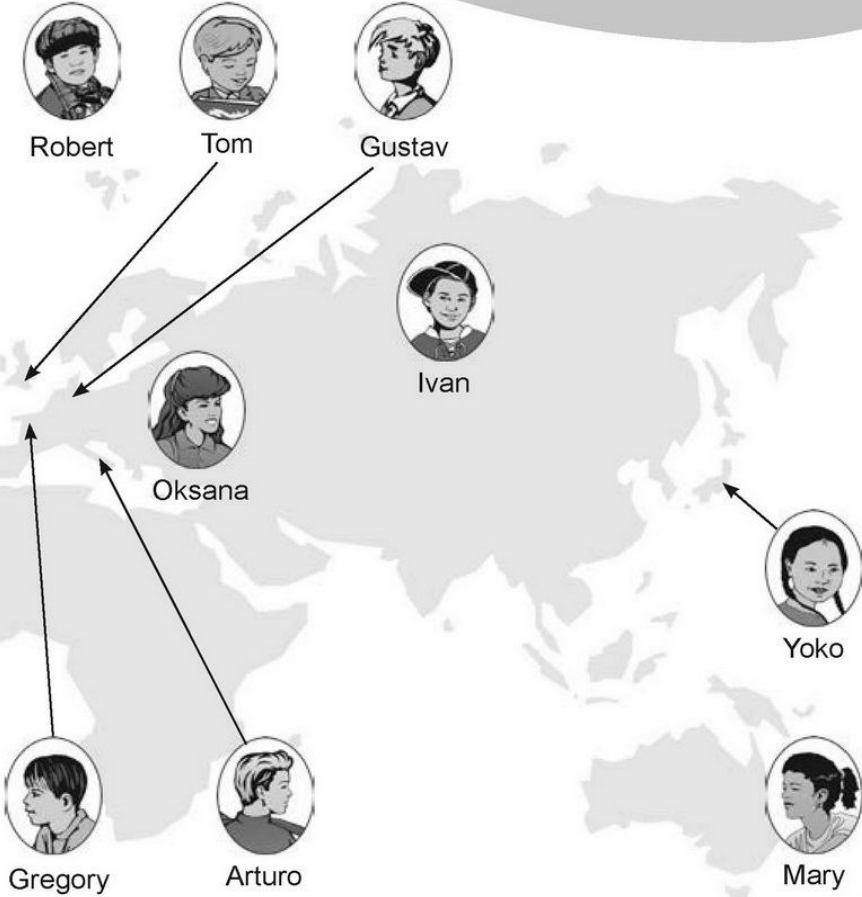 Robert
Tom
Gustav
Ivan
Oksana
Yoko
Gregory
Arturo
Mary